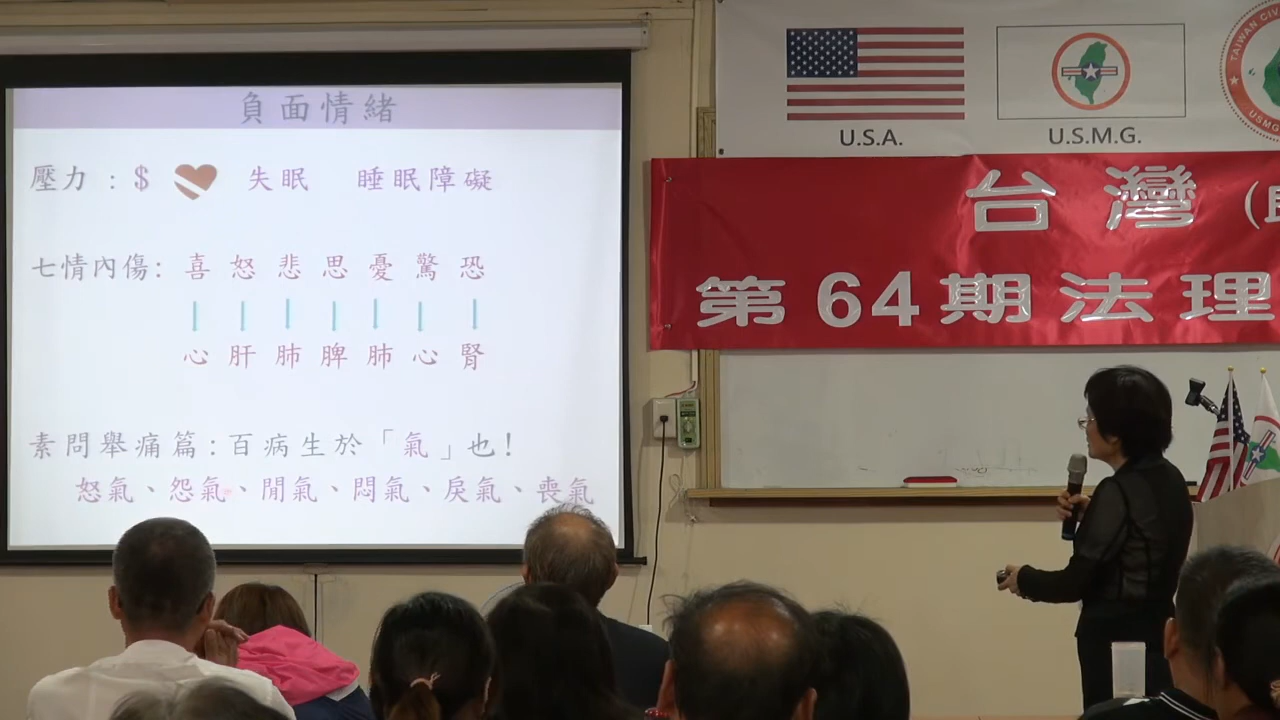 負面情緒
壓力：$ 失眠 睡眠障礙
七情內傷：喜 怒 悲 思 憂 驚 恐
心 肝 肺 脾 肺 心 腎
素問舉痛篇：百病生於「氣」也！
怒氣、怨氣、閒氣、悶氣、戾氣、喪氣
U.S.A.
U.S.M.G.
TAIWAN CIV
USMG
台灣（
第64期法理